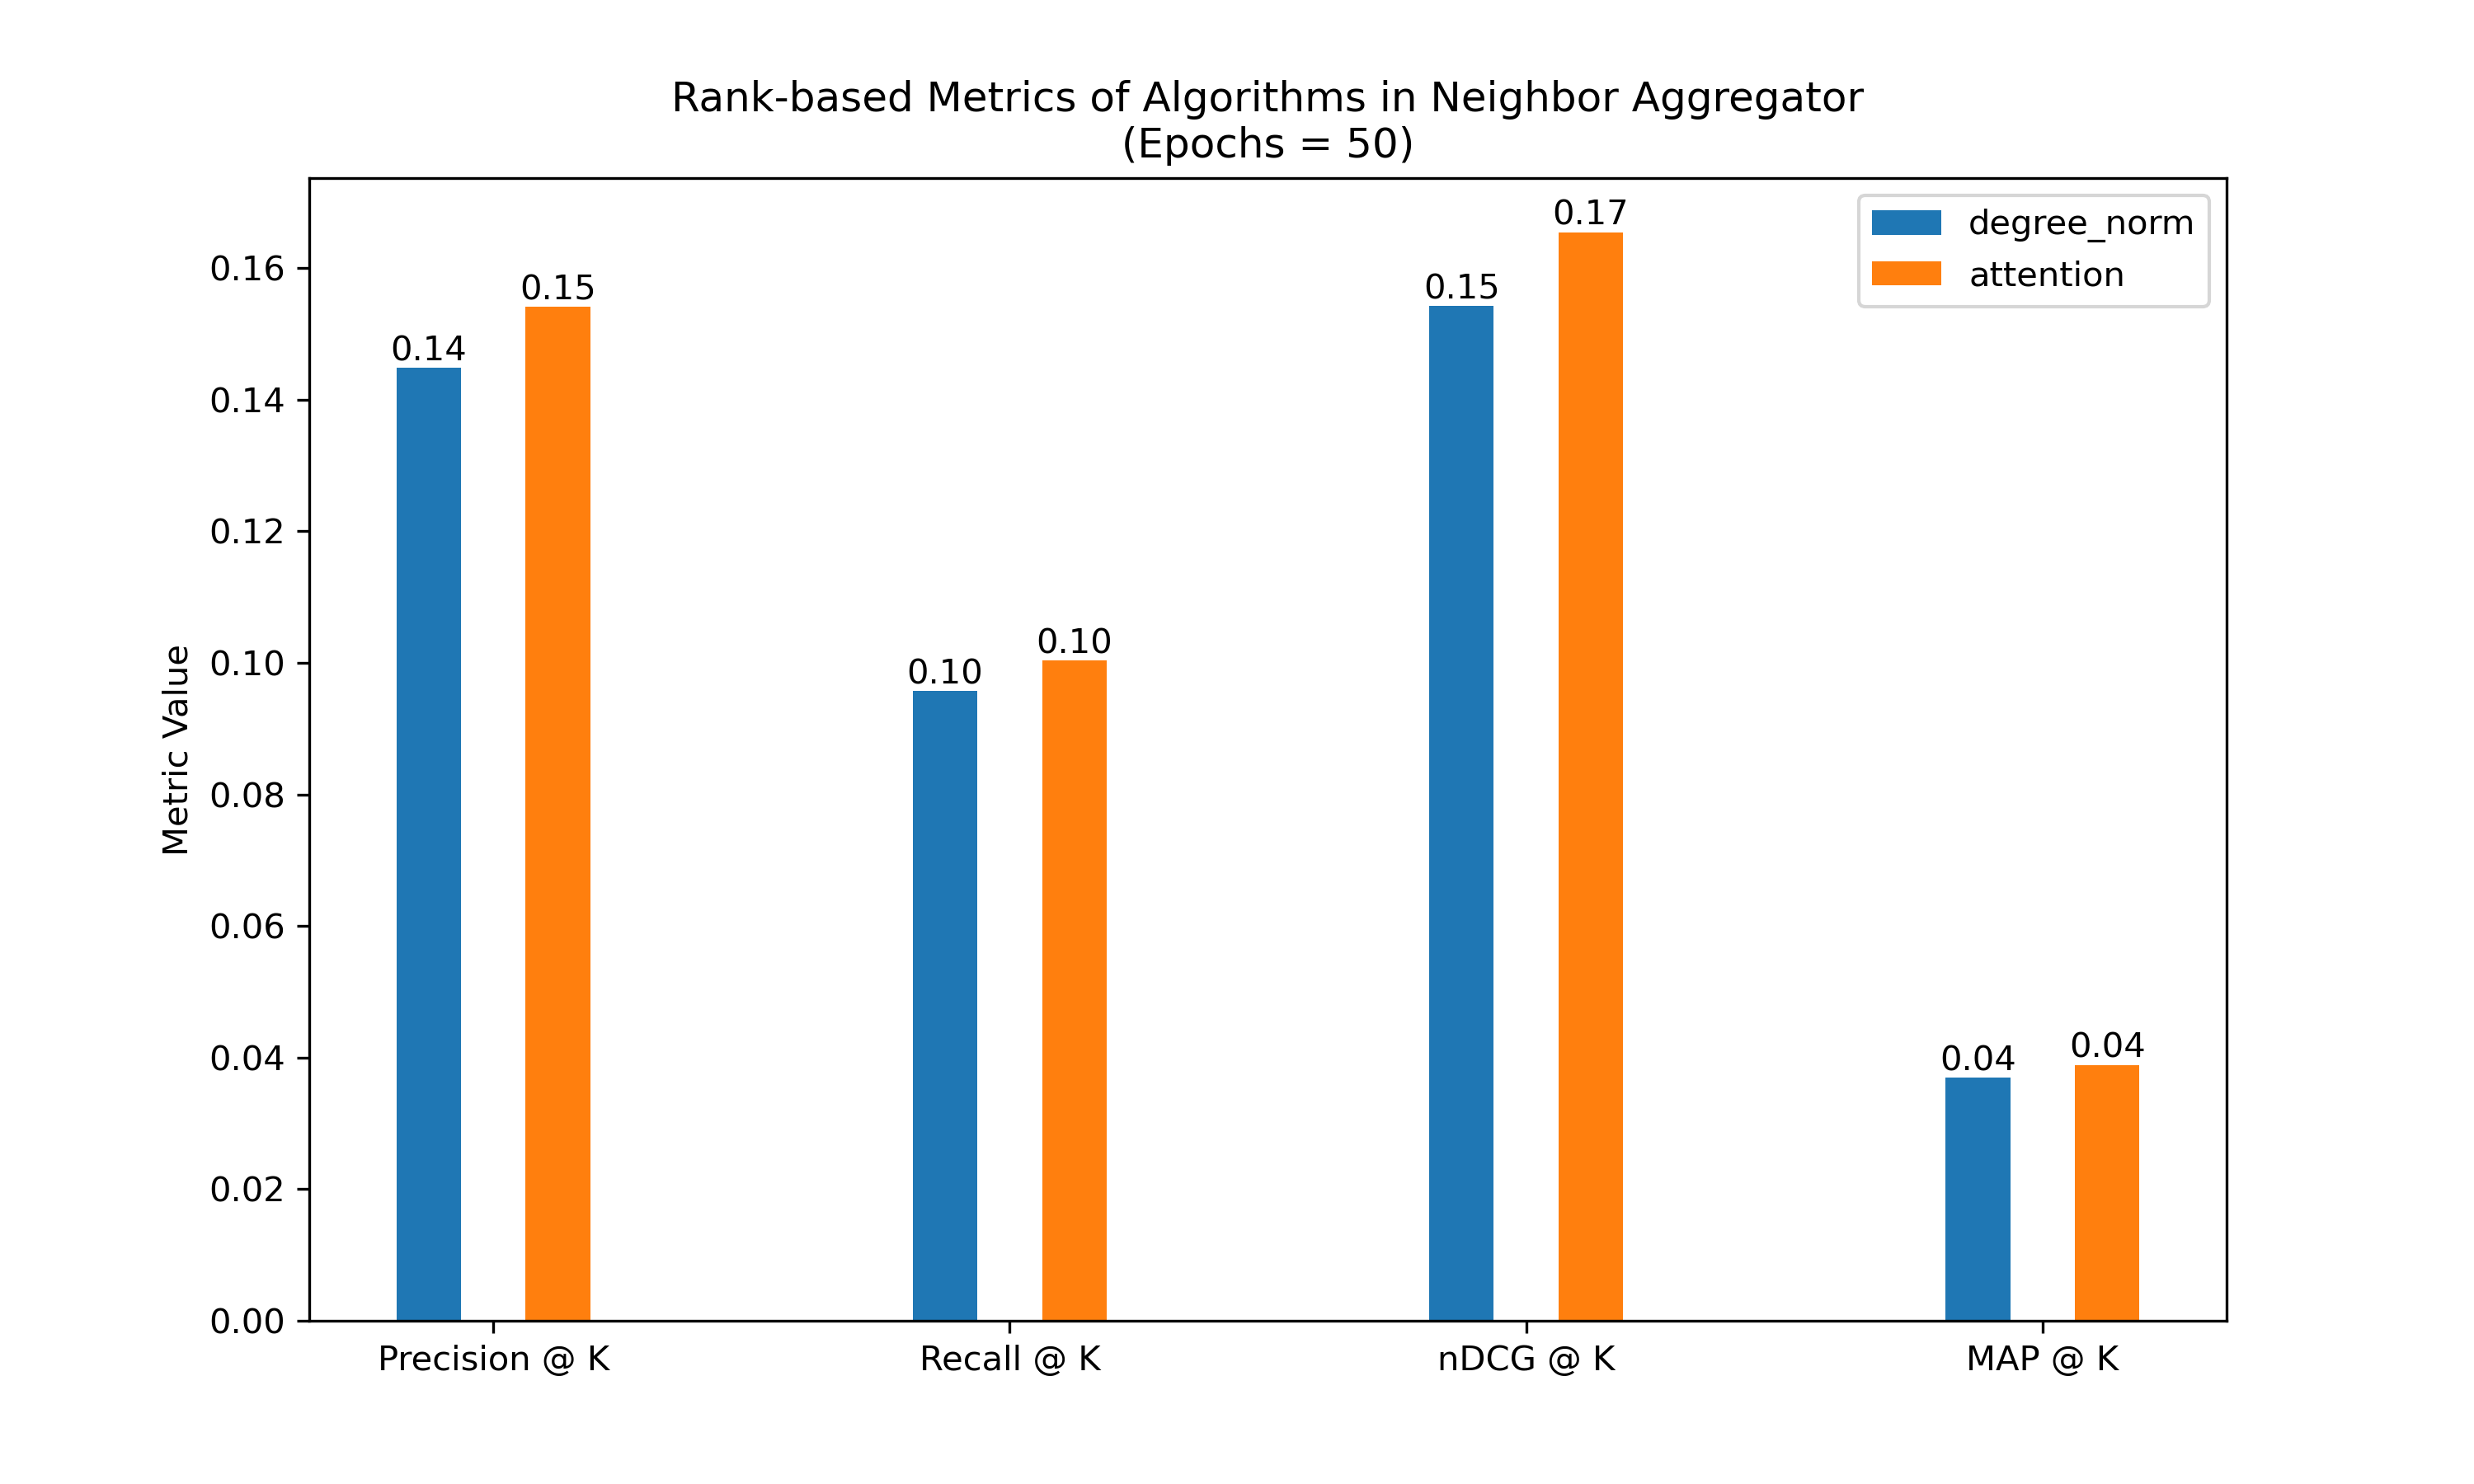 Rank-based Metrics of Algorithms in Neighbor Aggregator
(Epochs = 50)
degree_norm
attention
Metric Value
0.16
0.14
0.12
0.10
0.08
0.06
0.04
0.02
0.00
0.14
0.15
0.10
0.10
0.15
0.17
0.04
0.04
Precision @ K
Recall @ K
nDCG @ K
MAP @ K